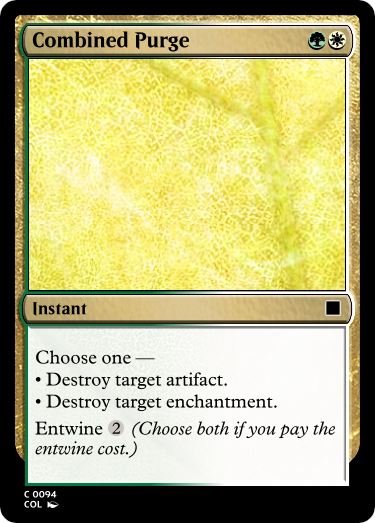 Combined Purge
Instant
Choose one —
• Destroy target artifact.
• Destroy target enchantment.
Entwine 2 (Choose both if you pay the
entwine cost.)
C 0094
COL